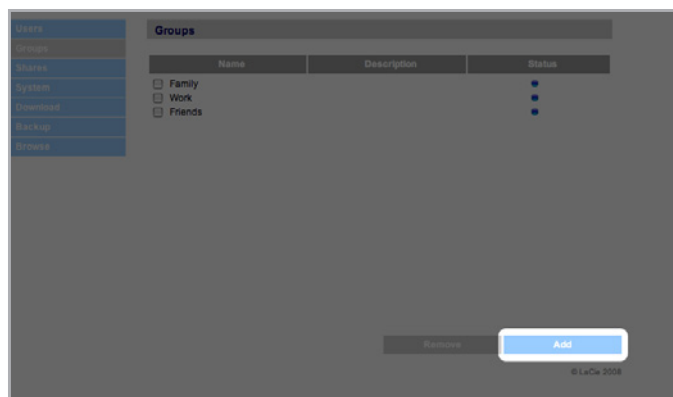 Users
Groups
Shares
System
Download
Backup
Browse
Groups
Name Description Status
Family
Work
Friends
Remove Add
© LaCie 2008